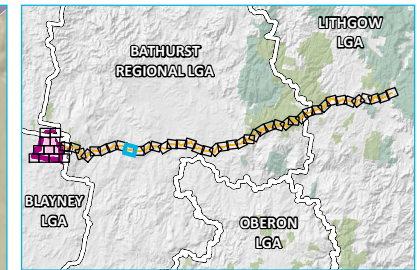 LITHGOW
LGA
BATHURST
REGIONAL LGA
BLAYNEY
LGA
OBERON
LGA